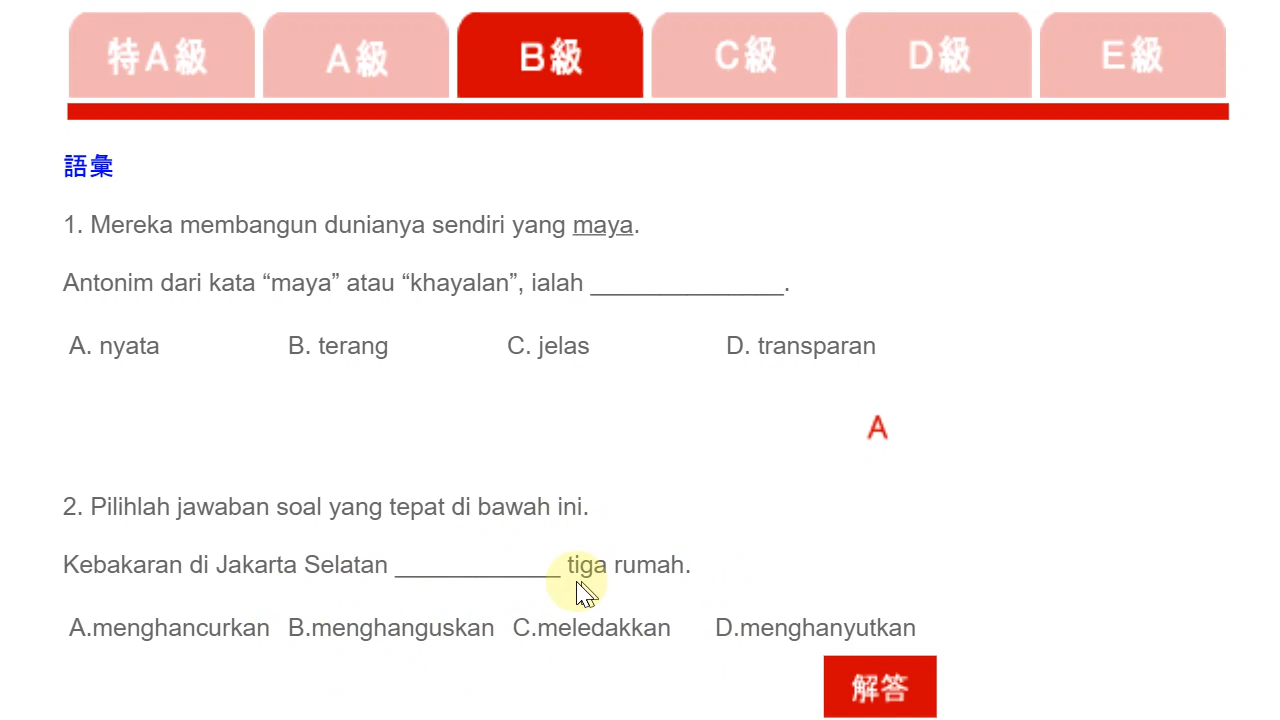 特A級 A級 B級 C級 D級 E級
語彙
1. Mereka membangun dunianya sendiri yang maya.
Antonim dari kata “maya” atau “khayalan”, ialah ______________.
A. nyata B. terang C. jelas D. transparan
A
2. Pilihlah jawaban soal yang tepat di bawah ini.
Kebakaran di Jakarta Selatan ____________ tiga rumah.
A.menghancurkan B.menghanguskan C.meledakkan D.menghanyutkan
解答